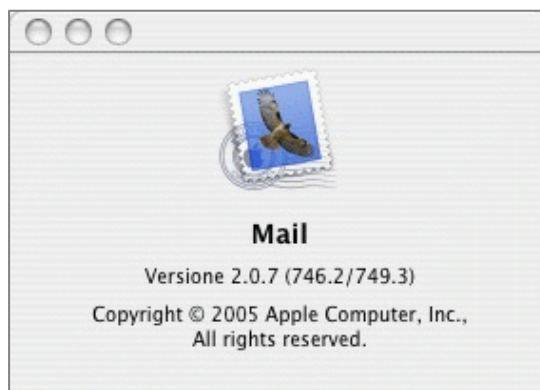 Mail
Versione 2.0.7 (746.2/749.3)
Copyright © 2005 Apple Computer, Inc.,
All rights reserved.